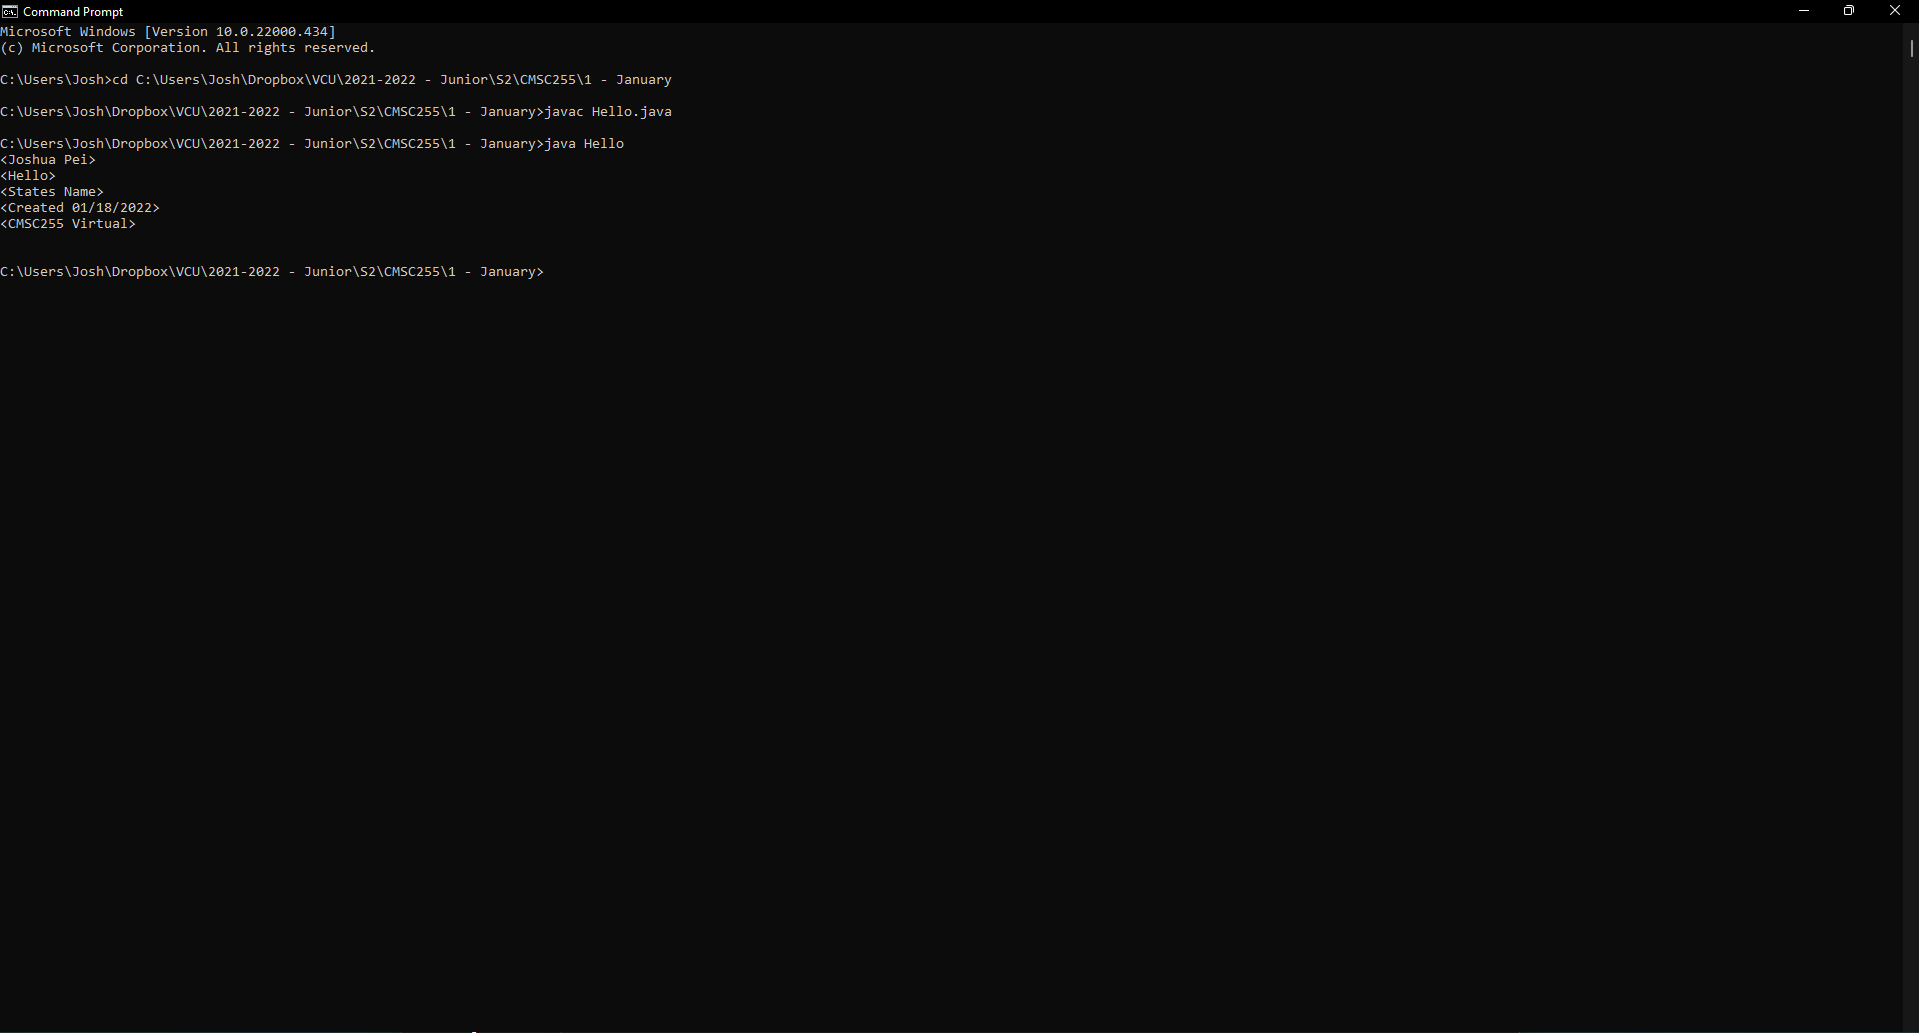 Command Prompt
Microsoft Windows [Version 10.0.22000.434]
(c) Microsoft Corporation. All rights reserved.
C:\Users\Josh>cd C:\Users\Josh\Dropbox\VCU\2021-2022 - Junior\S2\CMSC255\1 - January
C:\Users\Josh\Dropbox\VCU\2021-2022 - Junior\S2\CMSC255\1 - January>javac Hello.java
C:\Users\Josh\Dropbox\VCU\2021-2022 - Junior\S2\CMSC255\1 - January>java Hello
<Joshua Pei>
<Hello>
<States Name>
<Created 01/18/2022>
<CMSC255 Virtual>
C:\Users\Josh\Dropbox\VCU\2021-2022 - Junior\S2\CMSC255\1 - January>